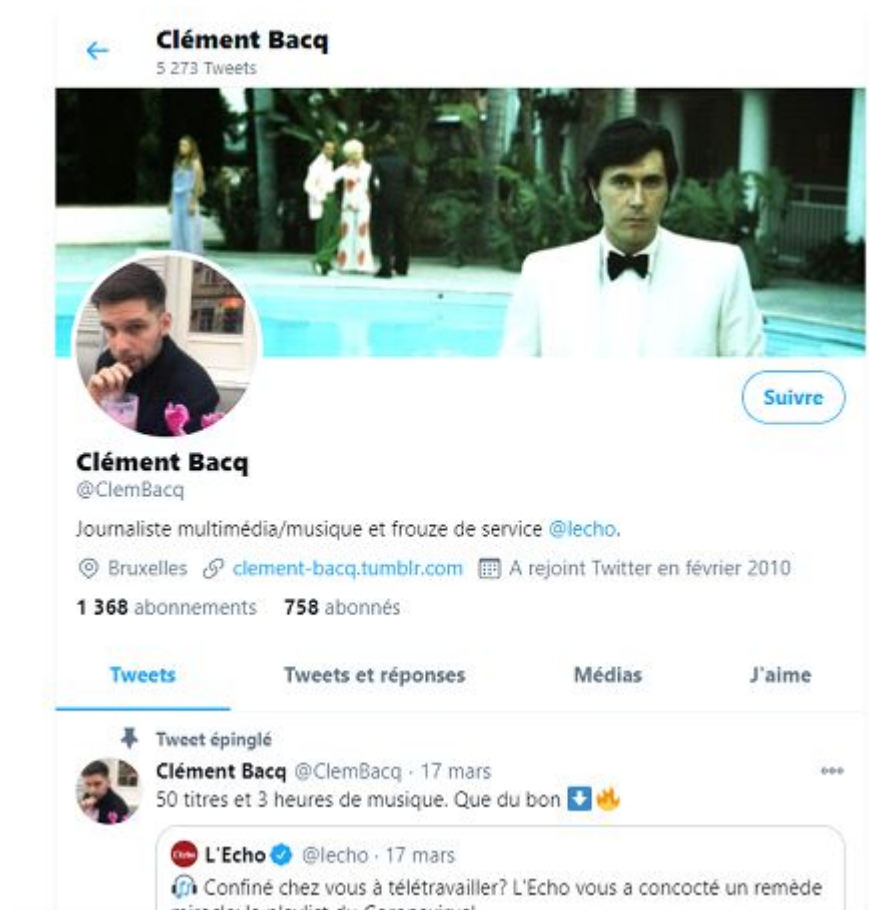 Clément Bacq
5 273 Tweets
Suivre
Clément Bacq
@ClemBacq
Journaliste multimédia/musique et frouze de service @lecho.
Bruxelles clement-bacq.tumblr.com A rejoint Twitter en février 2010
1 368 abonnements 758 abonnés
Tweets Tweets et réponses Médias J'aime
Tweet épinglé
Clément Bacq @ClemBacq · 17 mars
50 titres et 3 heures de musique. Que du bon
L'Echo @lecho · 17 mars
Confiné chez vous à télétravailler? L'Echo vous a concocté un remède